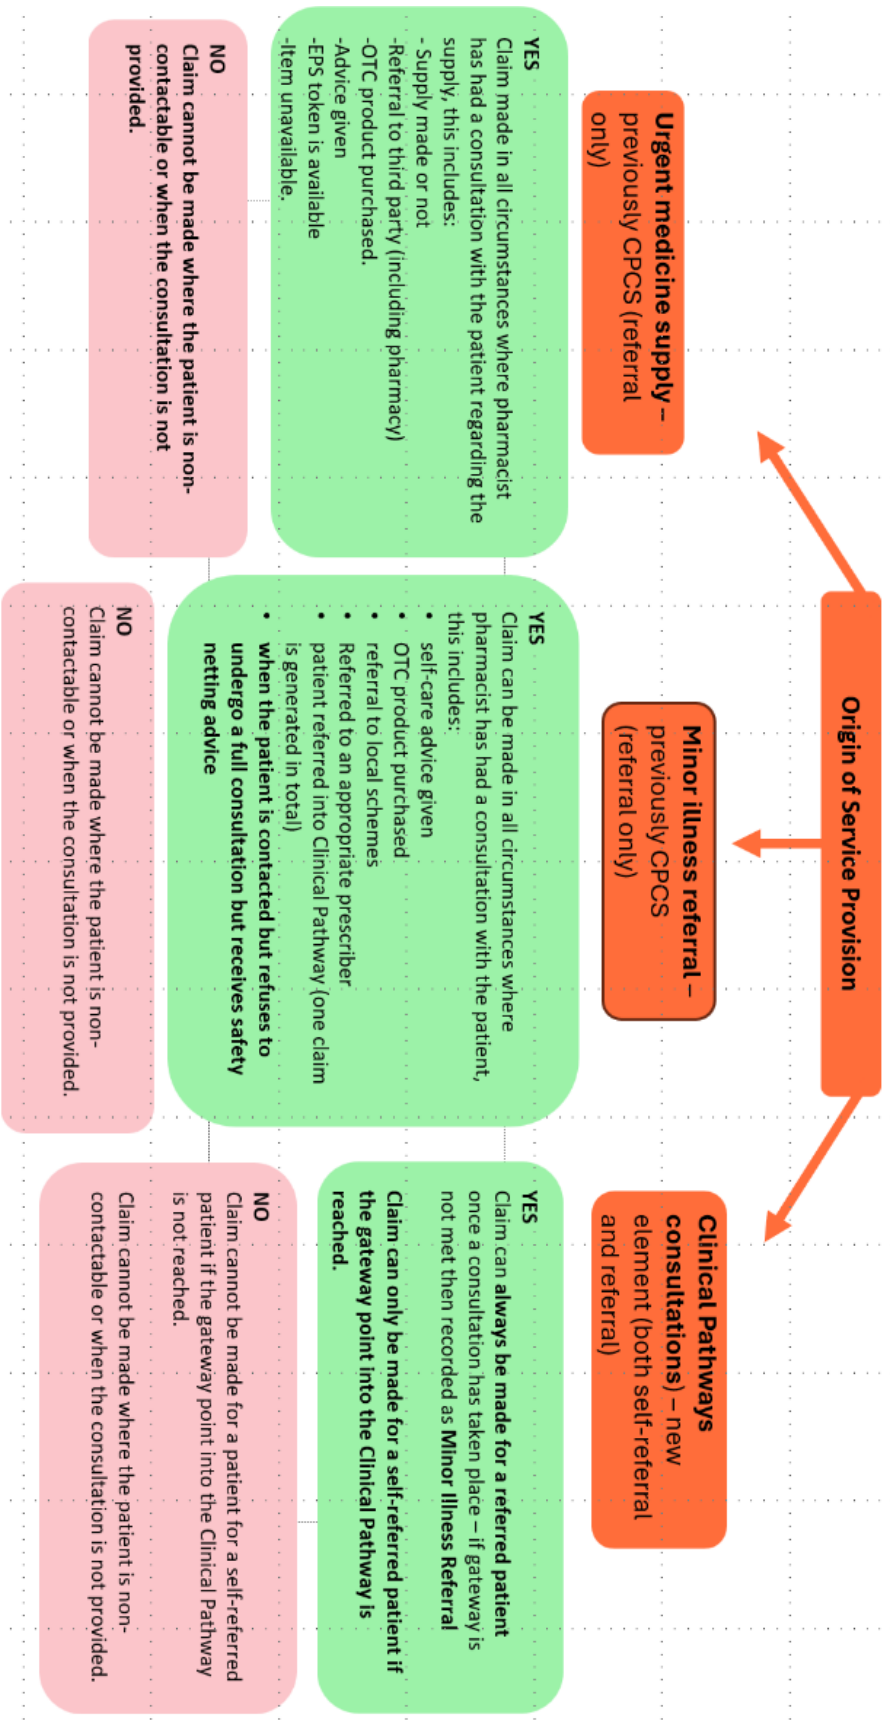 Origin of Service Provision
Urgent medicine supply –
previously CPCS (referral
only)
YES
Claim made in all circumstances where pharmacist
has had a consultation with the patient regarding the
supply, this includes:
- Supply made or not
-Referral to third party (including pharmacy)
-OTC product purchased.
-Advice given
-EPS token is available
-Item unavailable.
NO
Claim cannot be made where the patient is non-
contactable or when the consultation is not
provided.
Minor illness referral –
previously CPCS
(referral only)
YES
Claim can be made in all circumstances where
pharmacist has had a consultation with the patient,
this includes:
• self-care advice given
• OTC product purchased
• referral to local schemes
• Referred to an appropriate prescriber
• patient referred into Clinical Pathway (one claim
is generated in total)
• when the patient is contacted but refuses to
undergo a full consultation but receives safety
netting advice
NO
Claim cannot be made where the patient is non-
contactable or when the consultation is not provided.
Clinical Pathways
consultations) – new
element (both self-referral
and referral)
YES
Claim can always be made for a referred patient
once a consultation has taken place – if gateway is
not met then recorded as Minor Illness Referral
Claim can only be made for a self-referred patient if
the gateway point into the Clinical Pathway is
reached.
NO
Claim cannot be made for a patient for a self-referred
patient if the gateway point into the Clinical Pathway
is not reached.
Claim cannot be made where the patient is non-
contactable or when the consultation is not provided.